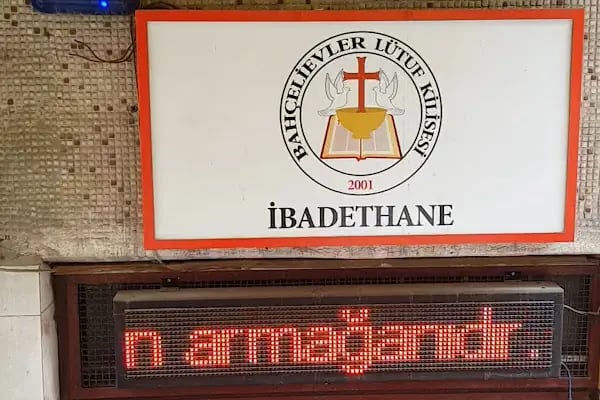 BAHÇELİEVLER LÜTUF KİLİSESİ
2001
İBADETHANE
n armağanıdır.